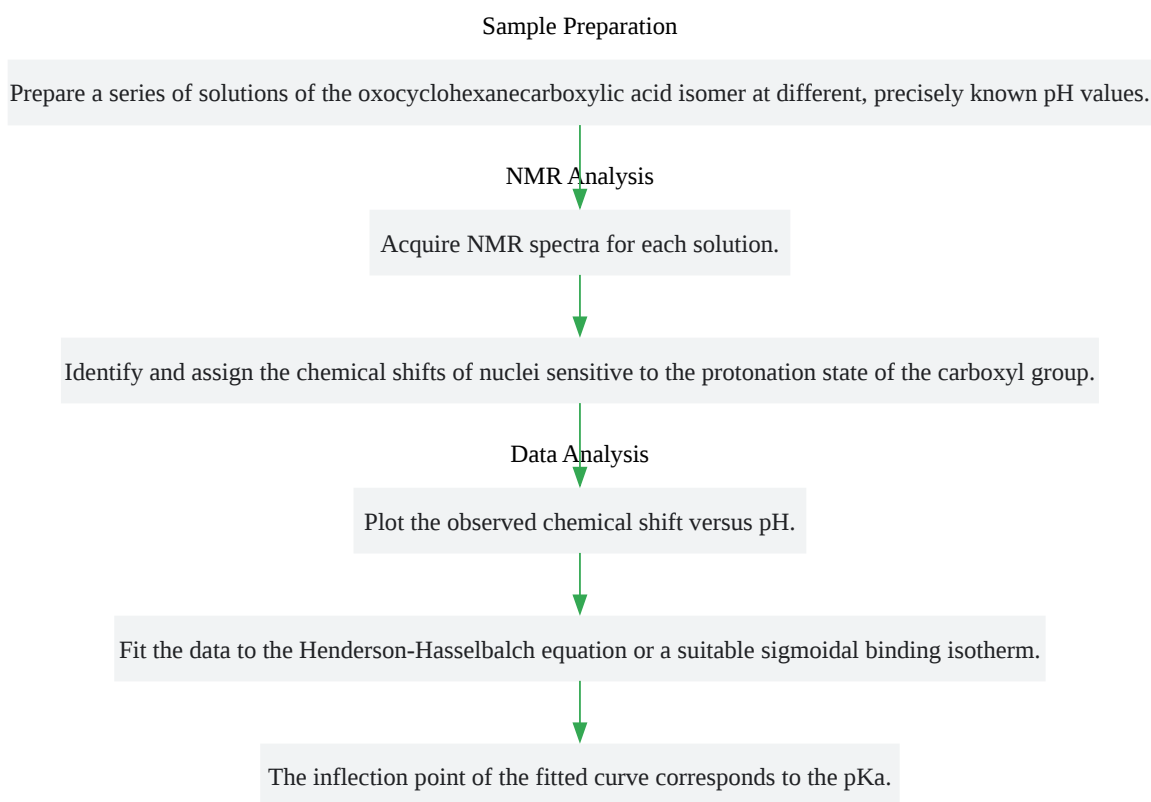 Sample Preparation
Prepare a series of solutions of the oxocyclohexanecarboxylic acid isomer at different, precisely known pH values.
NMR Analysis
Acquire NMR spectra for each solution.
Identify and assign the chemical shifts of nuclei sensitive to the protonation state of the carboxyl group.
Data Analysis
Plot the observed chemical shift versus pH.
Fit the data to the Henderson-Hasselbalch equation or a suitable sigmoidal binding isotherm.
The inflection point of the fitted curve corresponds to the pKa.